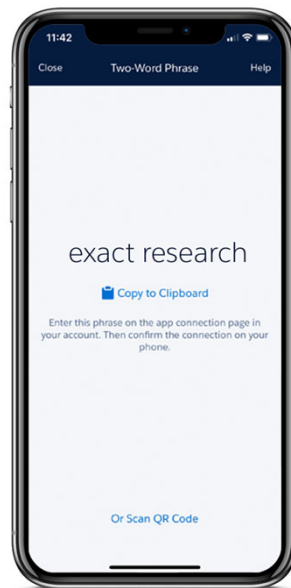 11:42
Close Two-Word Phrase Help
exact research
Copy to Clipboard
Enter this phrase on the app connection page in
your account. Then confirm the connection on your
phone.
Or Scan QR Code